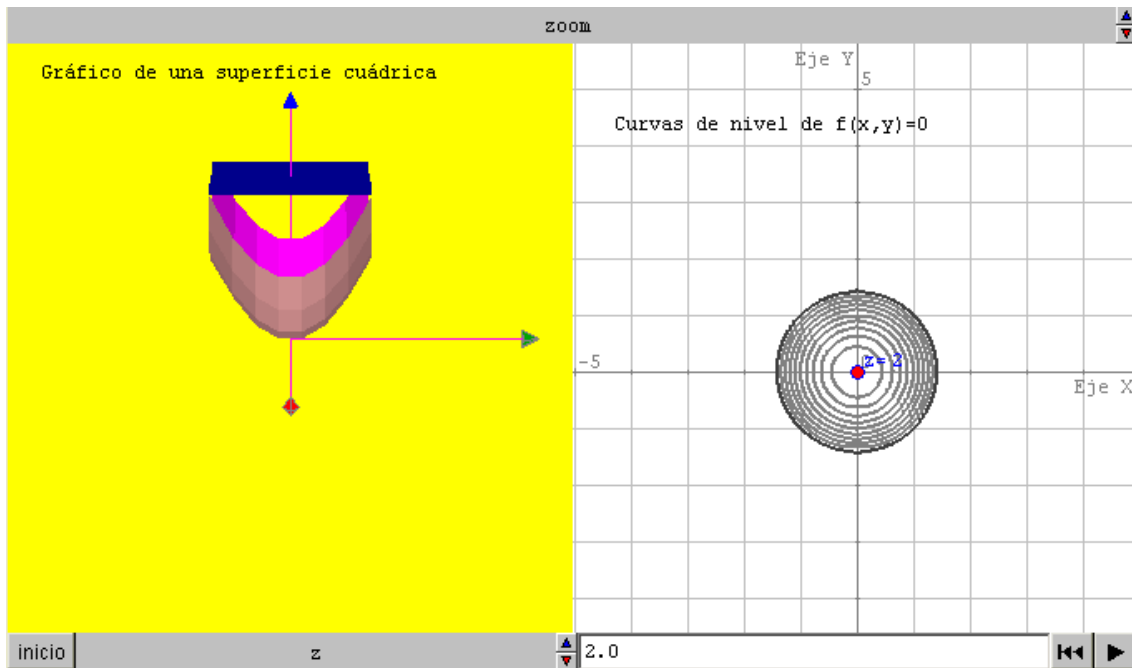 zoom
Gráfico de una superficie cuádrica
Eje Y
5
Curvas de nivel de f(x,y)=0
-5
z= 2
Eje X
inicio
z
2.0